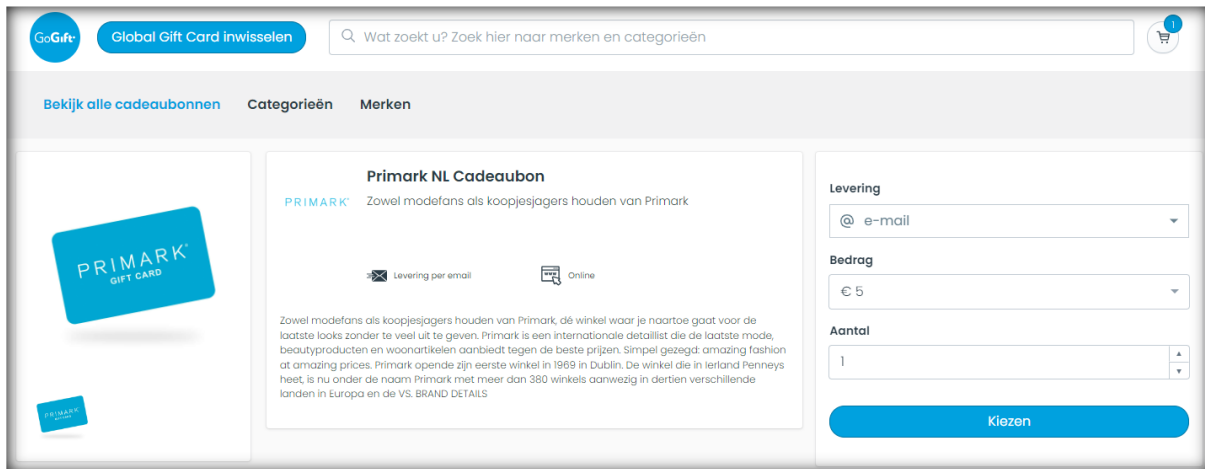 GoGift
Global Gift Card inwisselen
Wat zoekt u? Zoek hier naar merken en categorieën
1
Bekijk alle cadeaubonnen
Categorieën
Merken
PRIMARK
GIFT CARD
PRIMARK
GIFT CARD
PRIMARK
Primark NL Cadeaubon
Zowel modefans als koopjesjagers houden van Primark
Levering per email
Online
Zowel modefans als koopjesjagers houden van Primark, dé winkel waar je naartoe gaat voor de
laatste looks zonder te veel uit te geven. Primark is een internationale detaillist die de laatste mode,
beautyproducten en woonartikelen aanbiedt tegen de beste prijzen. Simpel gezegd: amazing fashion
at amazing prices. Primark opende zijn eerste winkel in 1969 in Dublin. De winkel die in Ierland Penneys
heet, is nu onder de naam Primark met meer dan 380 winkels aanwezig in dertien verschillende
landen in Europa en de VS. BRAND DETAILS
Levering
@ e-mail
Bedrag
€ 5
Aantal
1
Kiezen